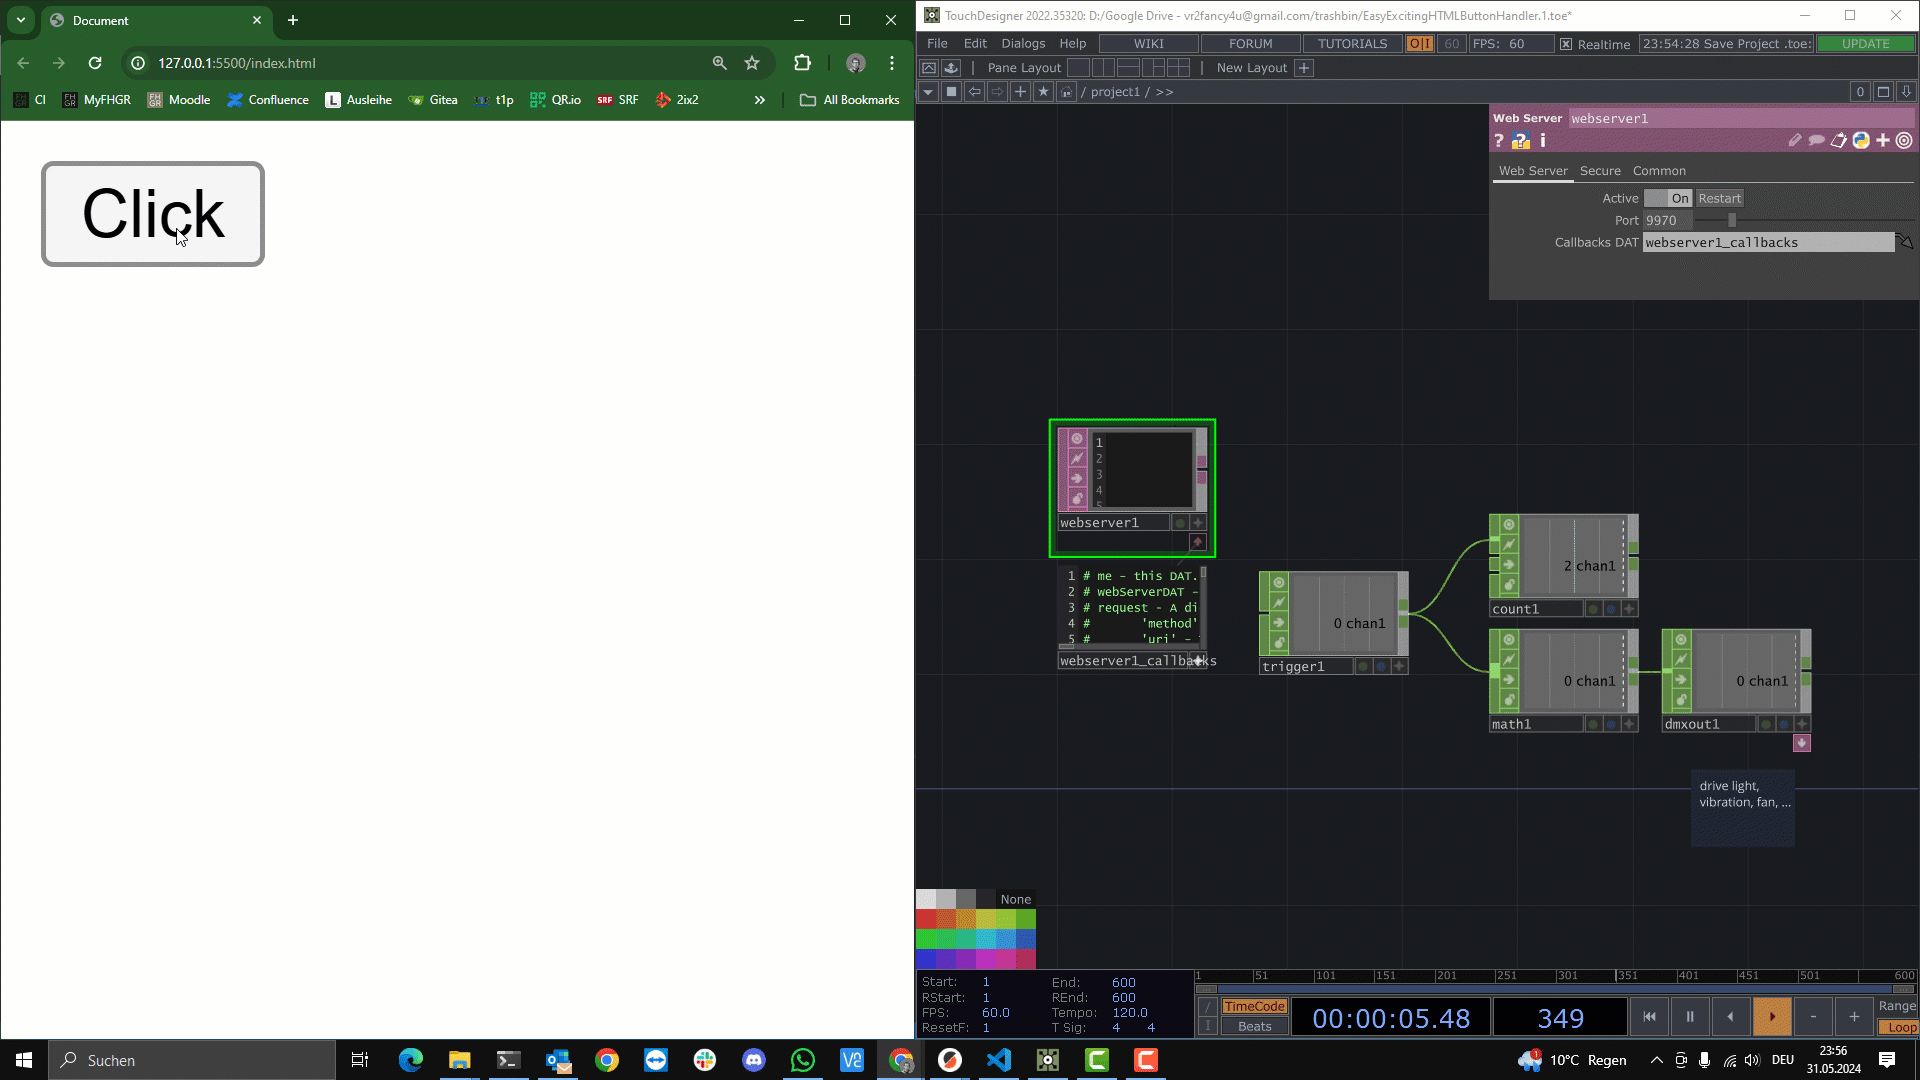 Document
127.0.0.1:5500/index.html
CI
MyFHGR
Moodle
Confluence
L Ausleihe
Gitea
t1p
QR.io
SRF SRF
2ix2
All Bookmarks
Click
TouchDesigner 2022.35320: D:/Google Drive - vr2fancy4u@gmail.com/trashbin/EasyExcitingHTMLButtonHandler.1.toe*
File Edit Dialogs Help WIKI FORUM TUTORIALS O|I 60 FPS: 60 Realtime 23:54:28 Save Project .toe: UPDATE
Pane Layout New Layout +
/ project1 / >> 0
Web Server webserver1
? ? i
Web Server Secure Common
Active On Restart
Port 9970
Callbacks DAT webserver1_callbacks
1
2
3
4
5
webserver1
1 # me - this DAT.
2 # webServerDAT -
3 # request - A di
4 # 'method'
5 # 'uri' -
webserver1_callbacks
0 chan1
trigger1
2 chan1
count1
0 chan1
math1
0 chan1
dmxout1
drive light,
vibration, fan, ...
None
Start: 1 End: 600
RStart: 1 REnd: 600
FPS: 60.0 Tempo: 120.0
ResetF: 1 T Sig: 4 4
1 51 101 151 201 251 301 351 401 451 501 600
TimeCode
Beats
00:00:05.48
349
Range
Loop
Suchen
10°C Regen
DEU
23:56
31.05.2024